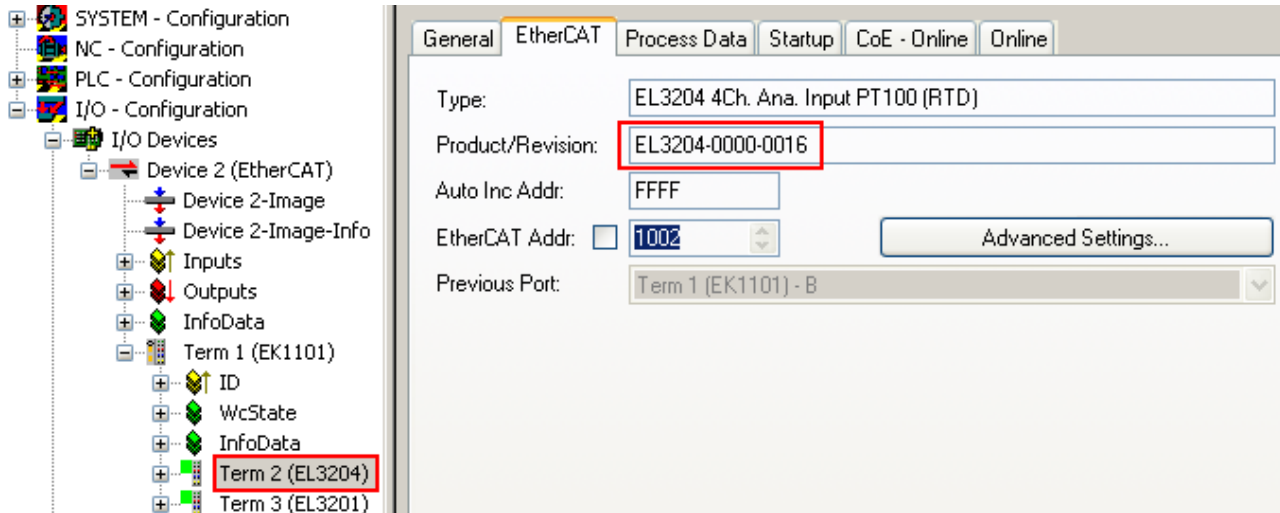 SYSTEM - Configuration
NC - Configuration
PLC - Configuration
I/O - Configuration
I/O Devices
Device 2 (EtherCAT)
Device 2-Image
Device 2-Image-Info
Inputs
Outputs
InfoData
Term 1 (EK1101)
ID
WcState
InfoData
Term 2 (EL3204)
Term 3 (EL3201)
General EtherCAT Process Data Startup CoE - Online Online
Type: EL3204 4Ch. Ana. Input PT100 (RTD)
Product/Revision: EL3204-0000-0016
Auto Inc Addr: FFFF
EtherCAT Addr: 1002 Advanced Settings...
Previous Port: Term 1 (EK1101) - B